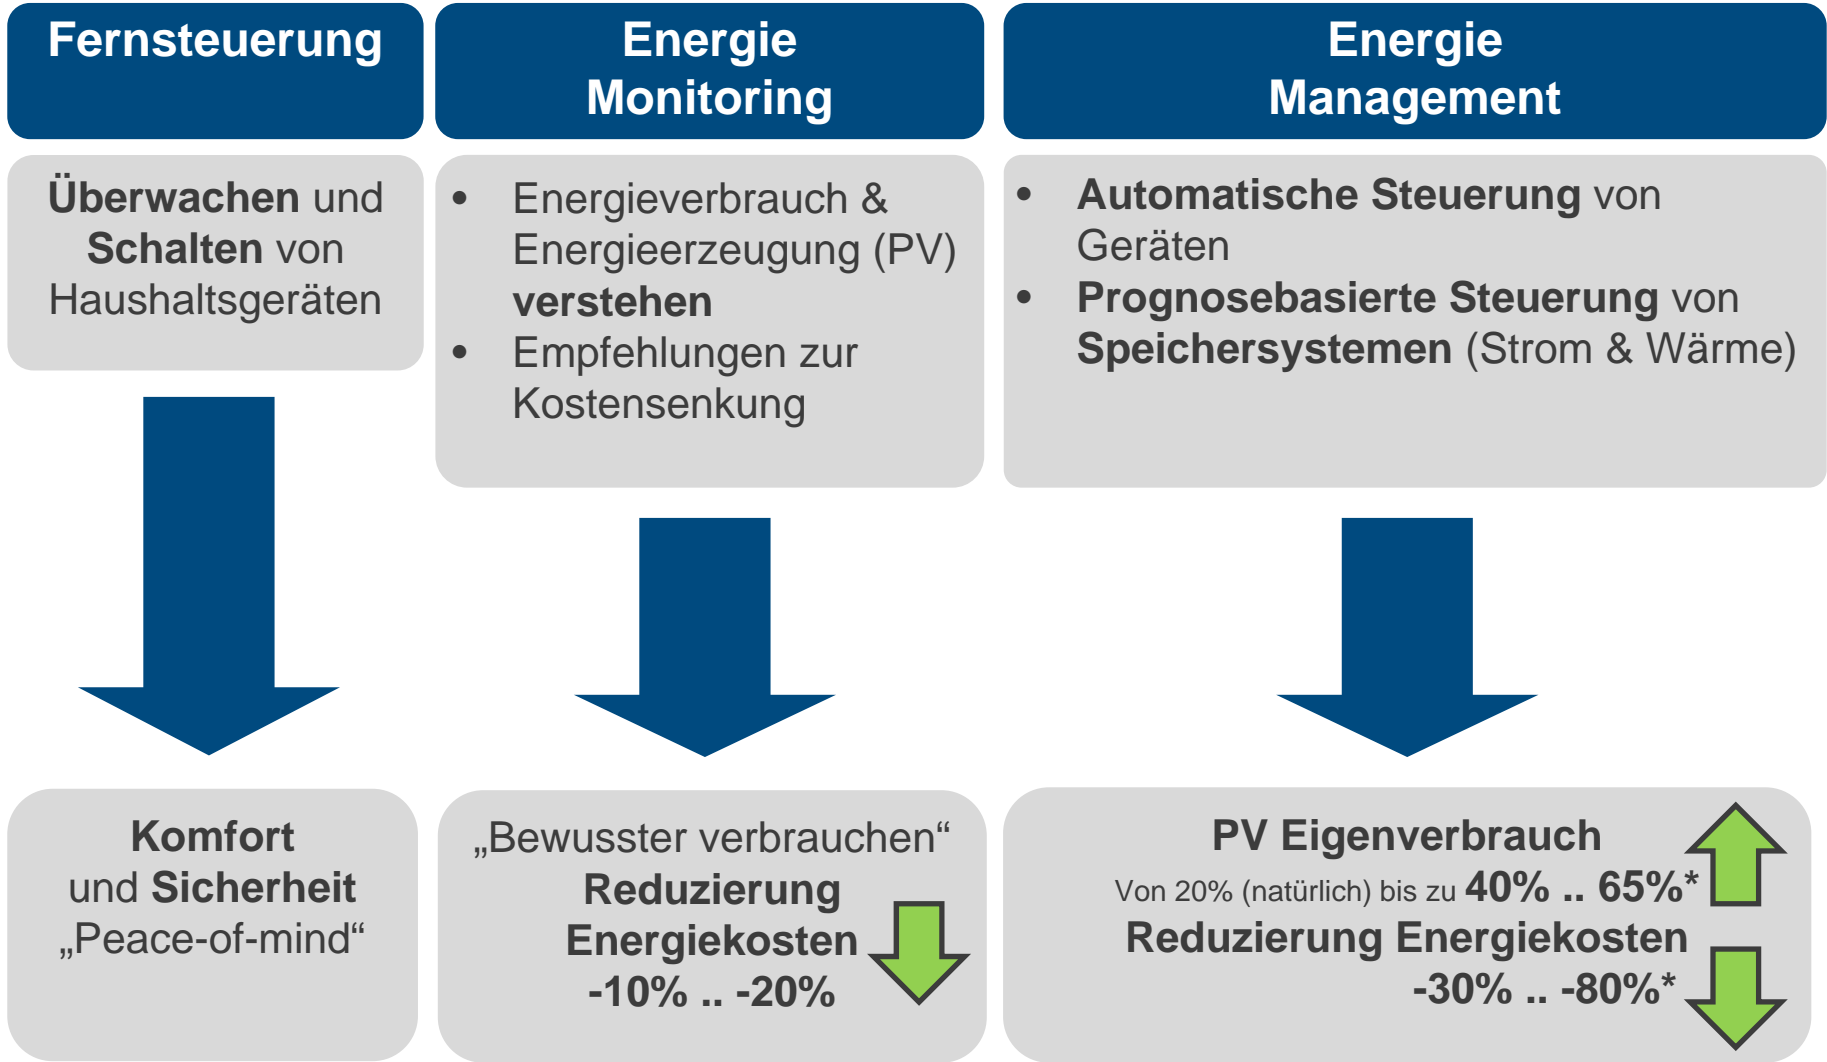 Fernsteuerung
Energie
Monitoring
Energie
Management
Überwachen und
Schalten von
Haushaltsgeräten
• Energieverbrauch &
Energieerzeugung (PV)
verstehen
• Empfehlungen zur
Kostensenkung
• Automatische Steuerung von
Geräten
• Prognosebasierte Steuerung von
Speichersystemen (Strom & Wärme)
Komfort
und Sicherheit
„Peace-of-mind“
„Bewusster verbrauchen“
Reduzierung
Energiekosten
-10% .. -20%
PV Eigenverbrauch
Von 20% (natürlich) bis zu 40% .. 65%*
Reduzierung Energiekosten
-30% .. -80%*